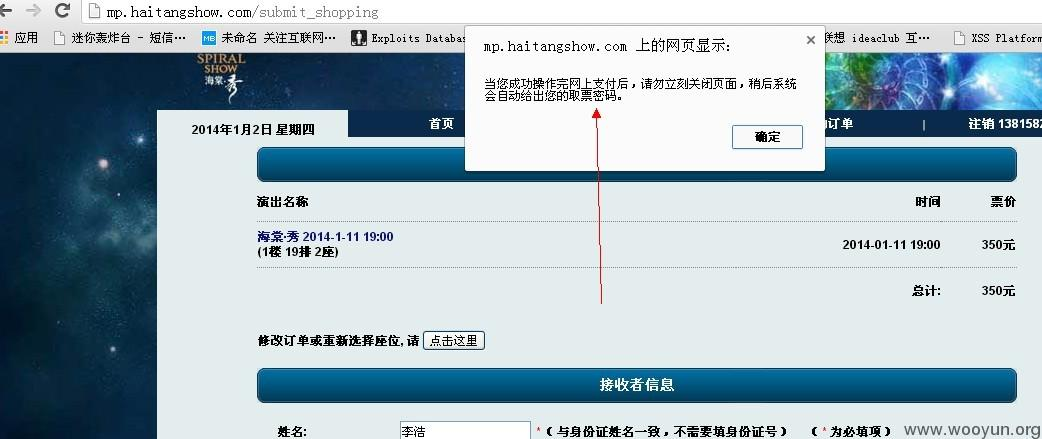 mp.haitangshow.com/submit_shopping
应用 迷你轰炸台 - 短信… MB 未命名 关注互联网… Exploits Databa 联想 ideaclub 互… XSS Platform
mp.haitangshow.com 上的网页显示:
当您成功操作完网上支付后，请勿立刻关闭页面，稍后系统
会自动给出您的取票密码。
确定
SPIRAL
SHOW
海棠·秀
2014年1月2日 星期四 首页 订单 | 注销 1381582
演出名称 时间 票价
海棠·秀 2014-1-11 19:00
(1楼 19排 2座) 2014-01-11 19:00 350元
总计: 350元
修改订单或重新选择座位, 请 点击这里
接收者信息
姓名: 李浩 *( 与身份证姓名一致，不需要填身份证号） （ * 为必填项 ）
www.wooyun.org